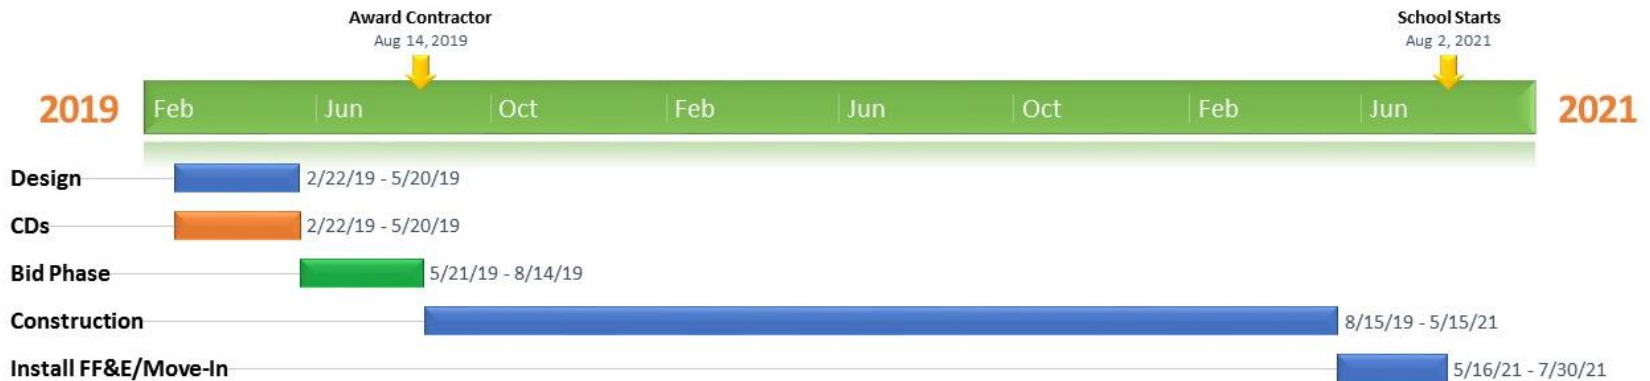 Award Contractor
Aug 14, 2019
School Starts
Aug 2, 2021
2019 Feb Jun Oct Feb Jun Oct Feb Jun 2021
Design 2/22/19 - 5/20/19
CDs 2/22/19 - 5/20/19
Bid Phase 5/21/19 - 8/14/19
Construction 8/15/19 - 5/15/21
Install FF&E/Move-In 5/16/21 - 7/30/21